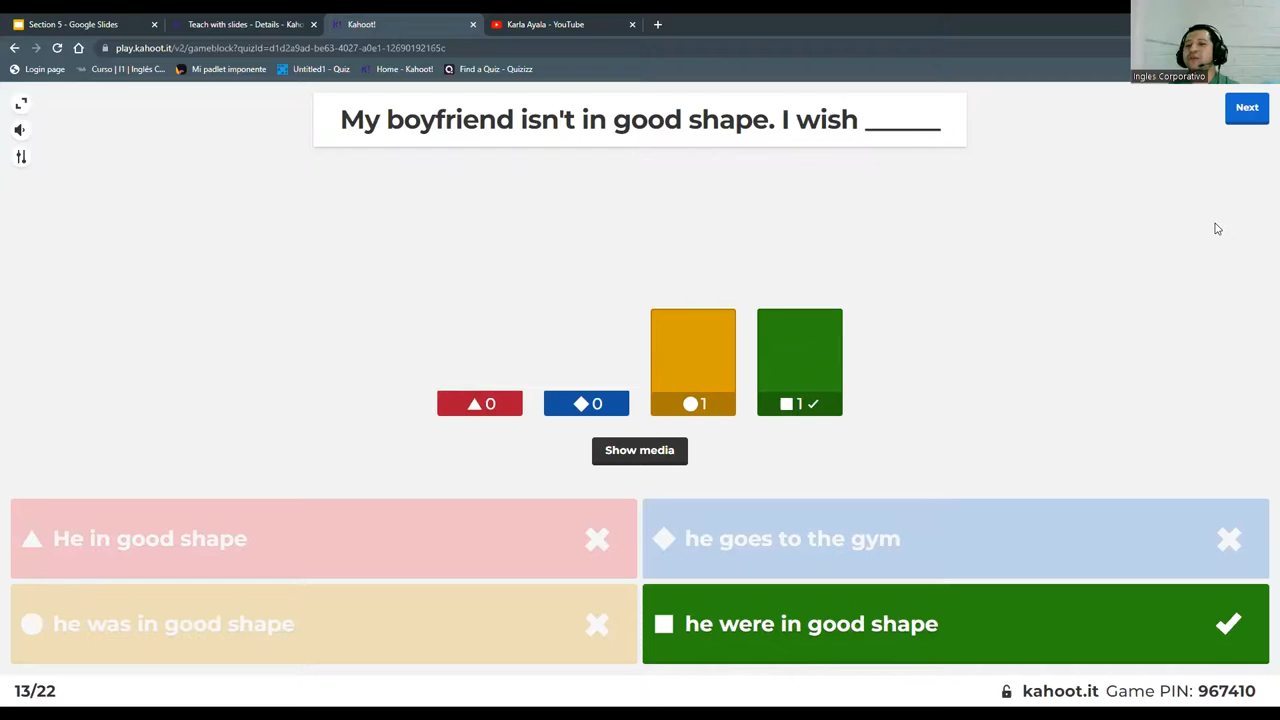 Section 5 - Google Slides
Teach with slides - Details - Kaho
Kahoot!
Karla Ayala - YouTube
play.kahoot.it/v2/gameblock?quizId=d1d2a9ad-be63-4027-a0e1-12690192165c
Login page
Curso | I1 | Inglés C...
Mi padlet imponente
Untitled1 - Quiz
Home - Kahoot!
Find a Quiz - Quizizz
Ingles Corporativo
My boyfriend isn't in good shape. I wish ______
Next
0
0
1
1
Show media
He in good shape
he goes to the gym
he was in good shape
he were in good shape
13/22
kahoot.it Game PIN: 967410